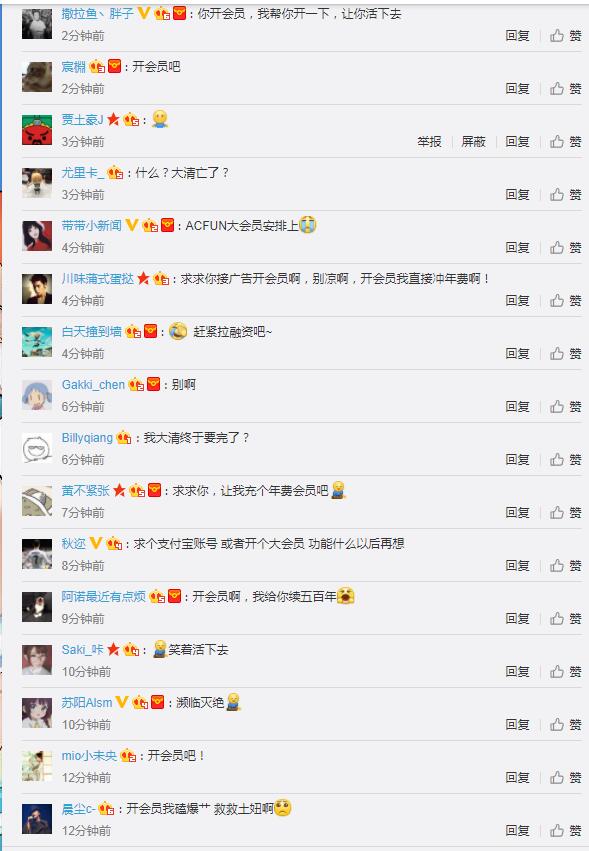 撒拉鱼丶胖子：你开会员，我帮你开一下，让你活下去
2分钟前 回复 赞
宸棩：开会员吧
2分钟前 回复 赞
贾土豪J：
3分钟前 举报 屏蔽 回复 赞
尤里卡_：什么？大清亡了？
3分钟前 回复 赞
带带小新闻：ACFUN大会员安排上
4分钟前 回复 赞
川味蒲式蛋挞：求求你接广告开会员啊，别凉啊，开会员我直接冲年费啊！
4分钟前 回复 赞
白天撞到墙：赶紧拉融资吧~
4分钟前 回复 赞
Gakki_chen：别啊
6分钟前 回复 赞
Billyqiang：我大清终于要完了？
6分钟前 回复 赞
黄不紧张：求求你，让我充个年费会员吧
7分钟前 回复 赞
秋迩：求个支付宝账号 或者开个大会员 功能什么以后再想
8分钟前 回复 赞
阿诺最近有点烦：开会员啊，我给你续五百年
9分钟前 回复 赞
Saki_咔：笑着活下去
10分钟前 回复 赞
苏阳Alsm：濒临灭绝
10分钟前 回复 赞
mio小未央：开会员吧！
12分钟前 回复 赞
晨尘c-：开会员我磕爆艹 救救土妞啊
12分钟前 回复 赞